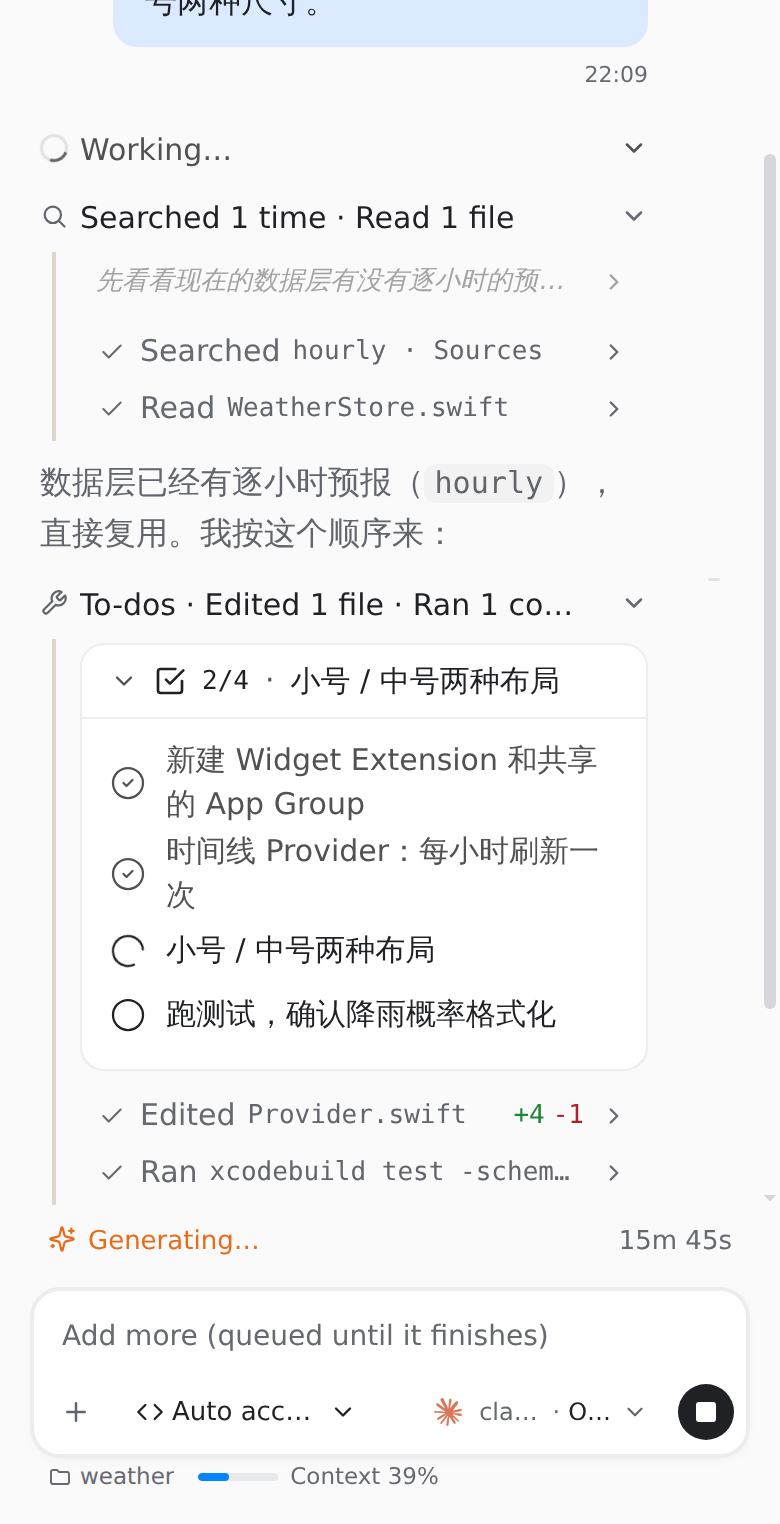 号两种尺寸。
22:09
Working…
Searched 1 time · Read 1 file
先看看现在的数据层有没有逐小时的预…
Searched hourly · Sources
Read WeatherStore.swift
数据层已经有逐小时预报（hourly），
直接复用。我按这个顺序来：
To-dos · Edited 1 file · Ran 1 co…
2/4 · 小号 / 中号两种布局
新建 Widget Extension 和共享
的 App Group
时间线 Provider：每小时刷新一
次
小号 / 中号两种布局
跑测试，确认降雨概率格式化
Edited Provider.swift +4 -1
Ran xcodebuild test -schem…
Generating… 15m 45s
Add more (queued until it finishes)
Auto acc… cla… · O…
weather Context 39%